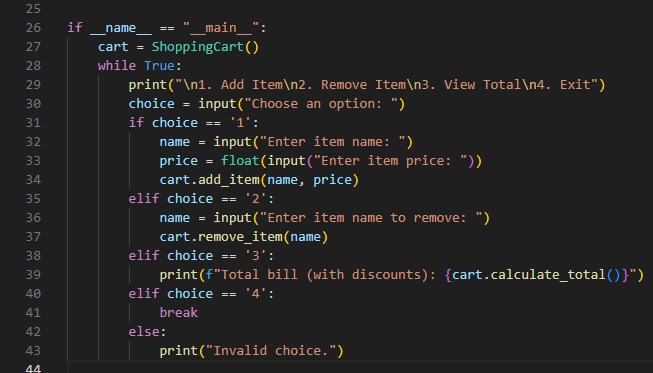 25
26 if __name__ == "__main__":
27     cart = ShoppingCart()
28     while True:
29         print("\n1. Add Item\n2. Remove Item\n3. View Total\n4. Exit")
30         choice = input("Choose an option: ")
31         if choice == '1':
32             name = input("Enter item name: ")
33             price = float(input("Enter item price: "))
34             cart.add_item(name, price)
35         elif choice == '2':
36             name = input("Enter item name to remove: ")
37             cart.remove_item(name)
38         elif choice == '3':
39             print(f"Total bill (with discounts): {cart.calculate_total()}")
40         elif choice == '4':
41             break
42         else:
43             print("Invalid choice.")
44